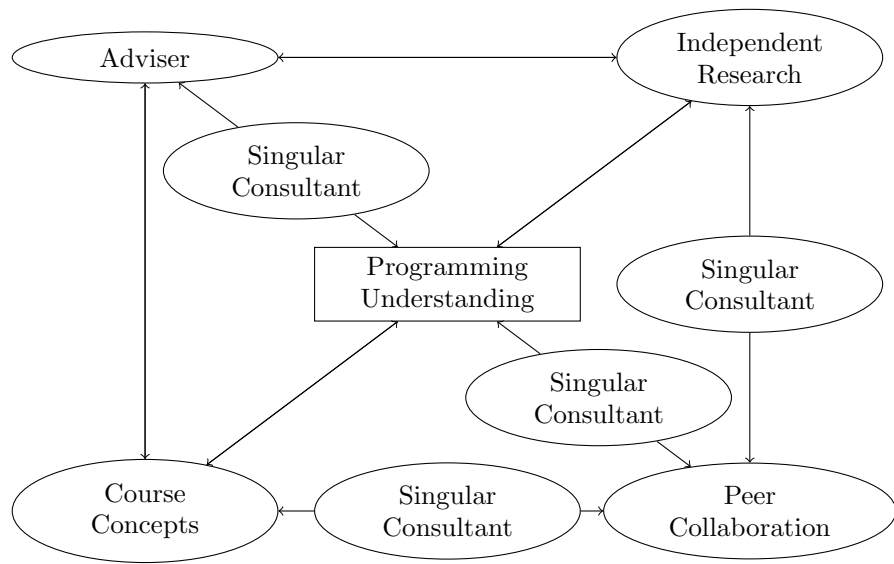 Adviser
Independent
Research
Singular
Consultant
Programming
Understanding
Singular
Consultant
Singular
Consultant
Course
Concepts
Singular
Consultant
Peer
Collaboration